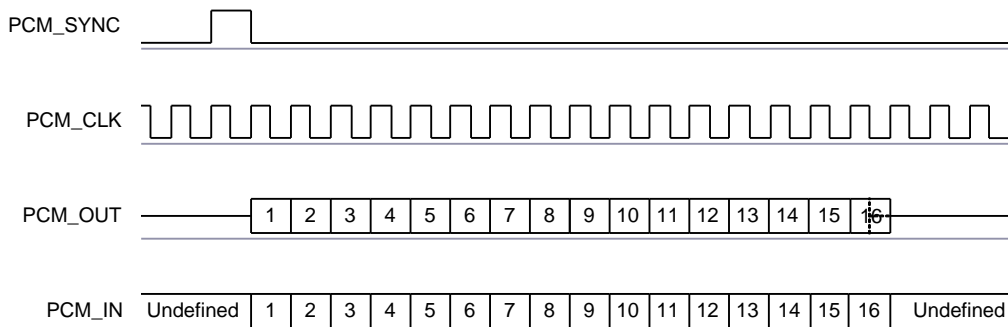 PCM_SYNC
PCM_CLK
PCM_OUT 1 2 3 4 5 6 7 8 9 10 11 12 13 14 15 16
PCM_IN Undefined 1 2 3 4 5 6 7 8 9 10 11 12 13 14 15 16 Undefined